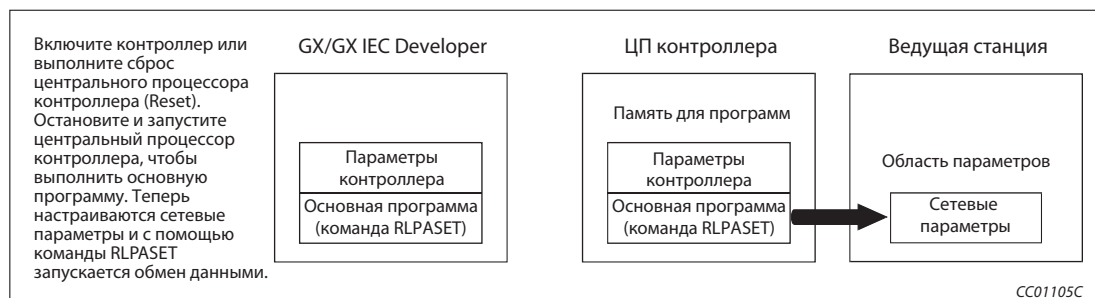 Включите контроллер или
выполните сброс
центрального процессора
контроллера (Reset).
Остановите и запустите
центральный процессор
контроллера, чтобы
выполнить основную
программу. Теперь
настраиваются сетевые
параметры и с помощью
команды RLPASET
запускается обмен данными.
GX/GX IEC Developer
Параметры
контроллера
Основная программа
(команда RLPASET)
ЦП контроллера
Память для программ
Параметры
контроллера
Основная программа
(команда RLPASET)
Ведущая станция
Область параметров
Сетевые
параметры
CC01105C